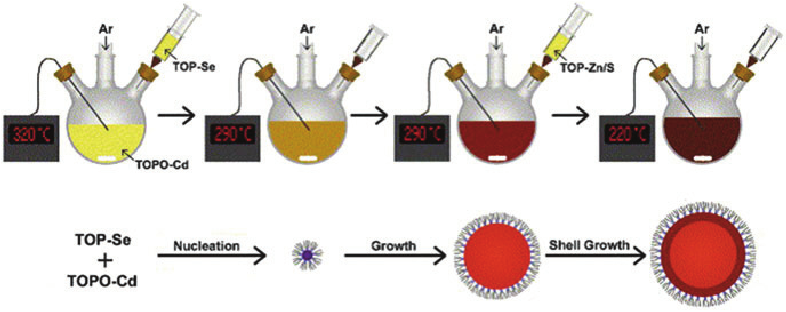 Ar
TOP-Se
320°C
TOPO-Cd
Ar
290°C
Ar
TOP-Zn/S
290°C
Ar
220°C
TOP-Se
+
TOPO-Cd
Nucleation
Growth
Shell Growth